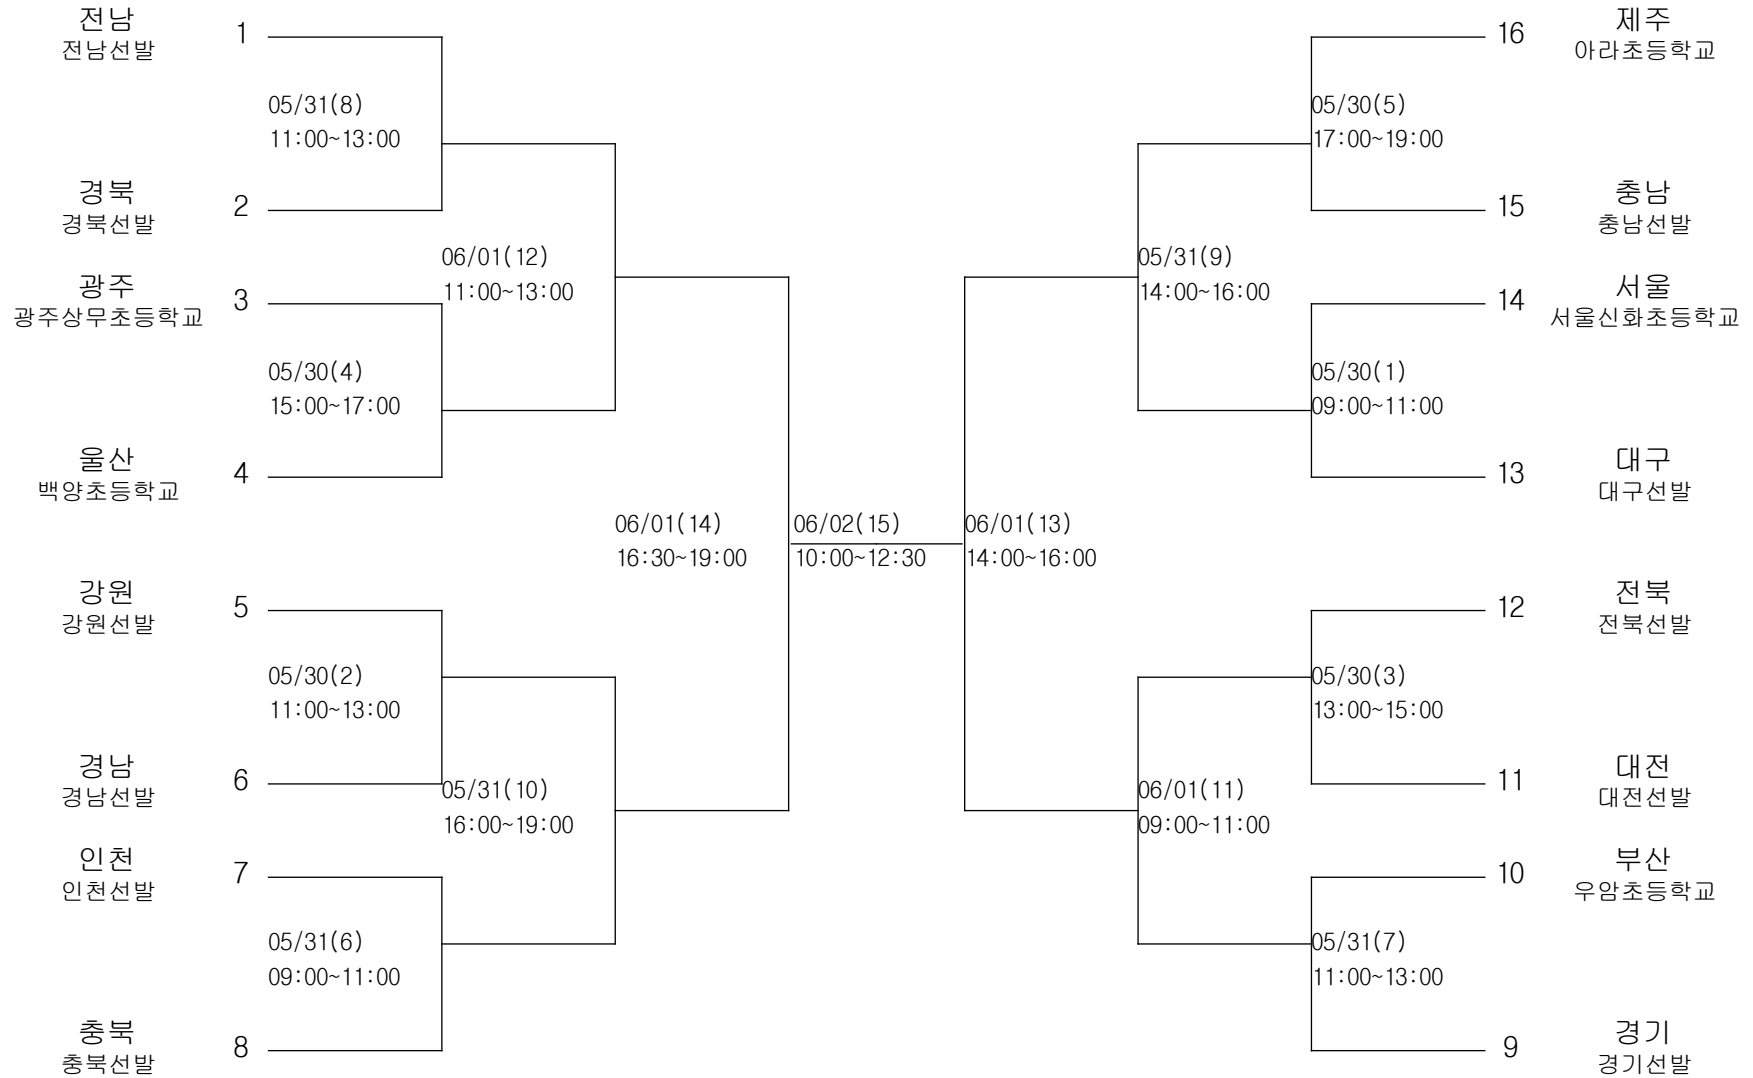 전남
전남선발
1
05/31(8)
11:00~13:00
경북
경북선발
2
06/01(12)
11:00~13:00
광주
광주상무초등학교
3
05/30(4)
15:00~17:00
울산
백양초등학교
4
06/01(14)
16:30~19:00
강원
강원선발
5
05/30(2)
11:00~13:00
경남
경남선발
6
05/31(10)
16:00~19:00
인천
인천선발
7
05/31(6)
09:00~11:00
충북
충북선발
8
06/02(15)
10:00~12:30
16
제주
아라초등학교
05/30(5)
17:00~19:00
15
충남
충남선발
05/31(9)
14:00~16:00
14
서울
서울신화초등학교
05/30(1)
09:00~11:00
13
대구
대구선발
06/01(13)
14:00~16:00
12
전북
전북선발
05/30(3)
13:00~15:00
11
대전
대전선발
06/01(11)
09:00~11:00
10
부산
우암초등학교
05/31(7)
11:00~13:00
9
경기
경기선발